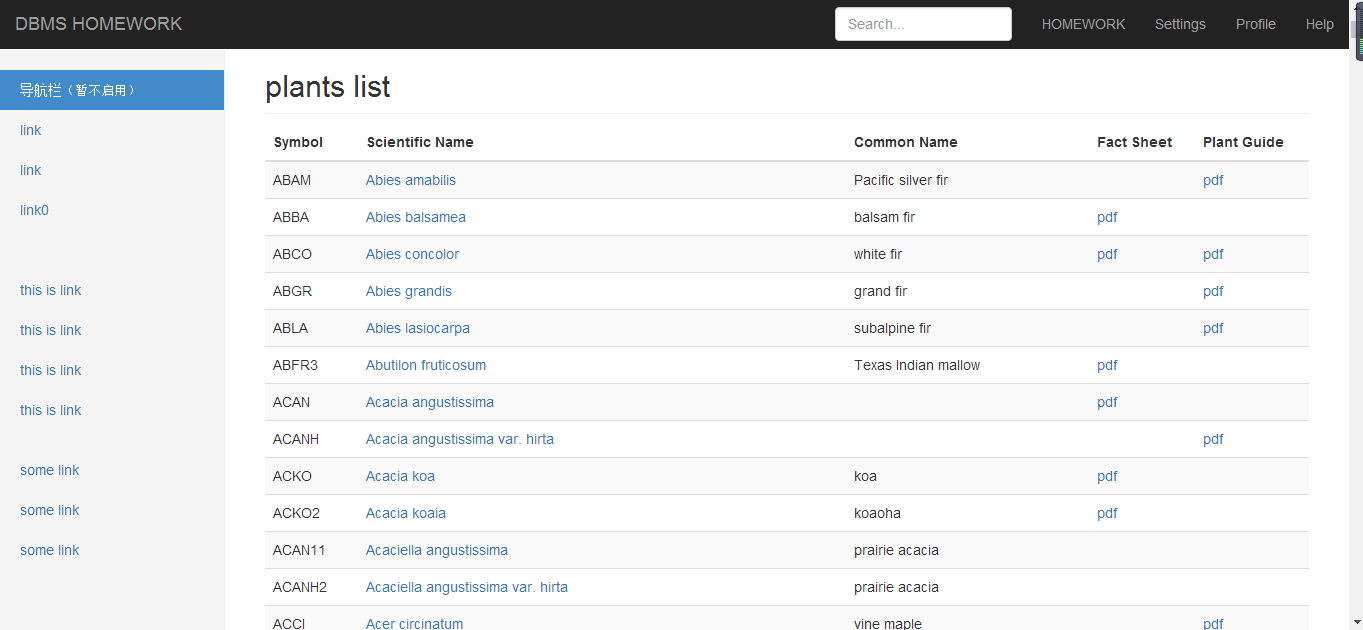 DBMS HOMEWORK Search... HOMEWORK Settings Profile Help
导航栏（暂不启用）
link
link
link0
this is link
this is link
this is link
this is link
some link
some link
some link
plants list
Symbol Scientific Name Common Name Fact Sheet Plant Guide
ABAM Abies amabilis Pacific silver fir pdf
ABBA Abies balsamea balsam fir pdf
ABCO Abies concolor white fir pdf pdf
ABGR Abies grandis grand fir pdf
ABLA Abies lasiocarpa subalpine fir pdf
ABFR3 Abutilon fruticosum Texas Indian mallow pdf
ACAN Acacia angustissima pdf
ACANH Acacia angustissima var. hirta pdf
ACKO Acacia koa koa pdf
ACKO2 Acacia koaia koaoha pdf
ACAN11 Acaciella angustissima prairie acacia
ACANH2 Acaciella angustissima var. hirta prairie acacia
ACCI Acer circinatum vine maple pdf